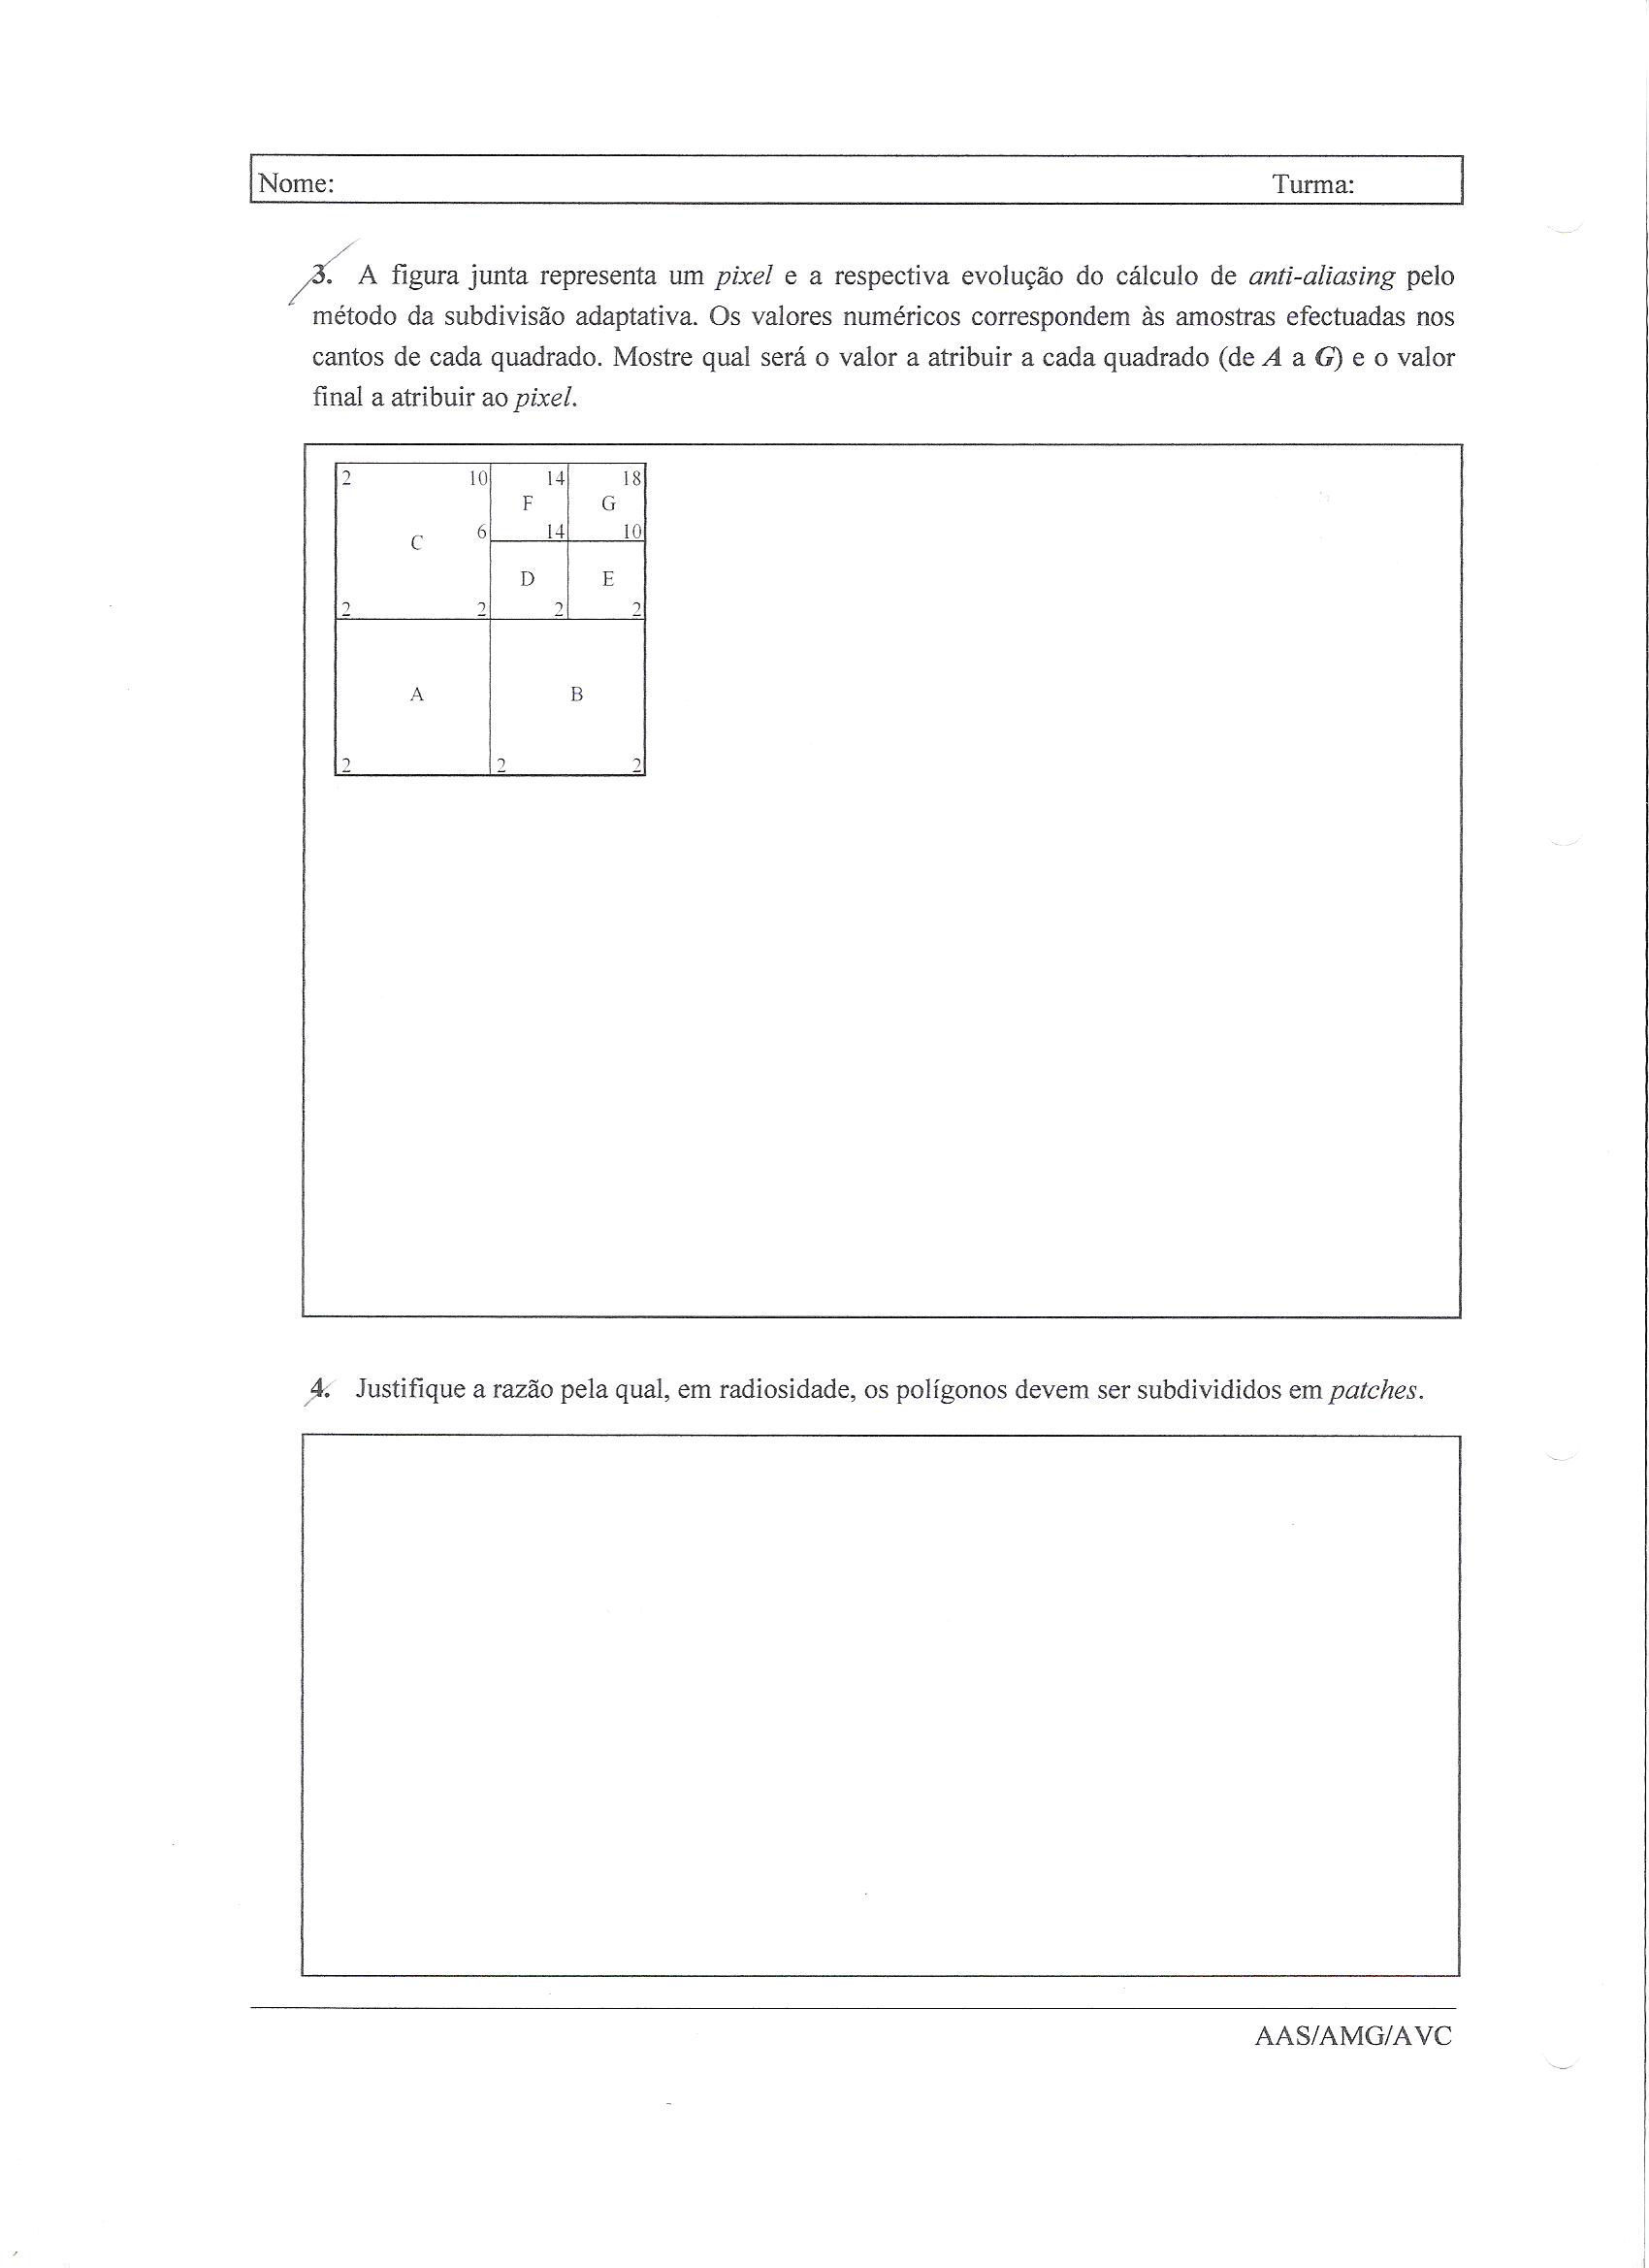 Nome: Turma:
3. A figura junta representa um pixel e a respectiva evolução do cálculo de anti-aliasing pelo
método da subdivisão adaptativa. Os valores numéricos correspondem às amostras efectuadas nos
cantos de cada quadrado. Mostre qual será o valor a atribuir a cada quadrado (de A a G) e o valor
final a atribuir ao pixel.
2 10 14 18
F G
6 14 10
C
D E
2 2 2 2
A B
2 2 2
4. Justifique a razão pela qual, em radiosidade, os polígonos devem ser subdivididos em patches.
AAS/AMG/AVC